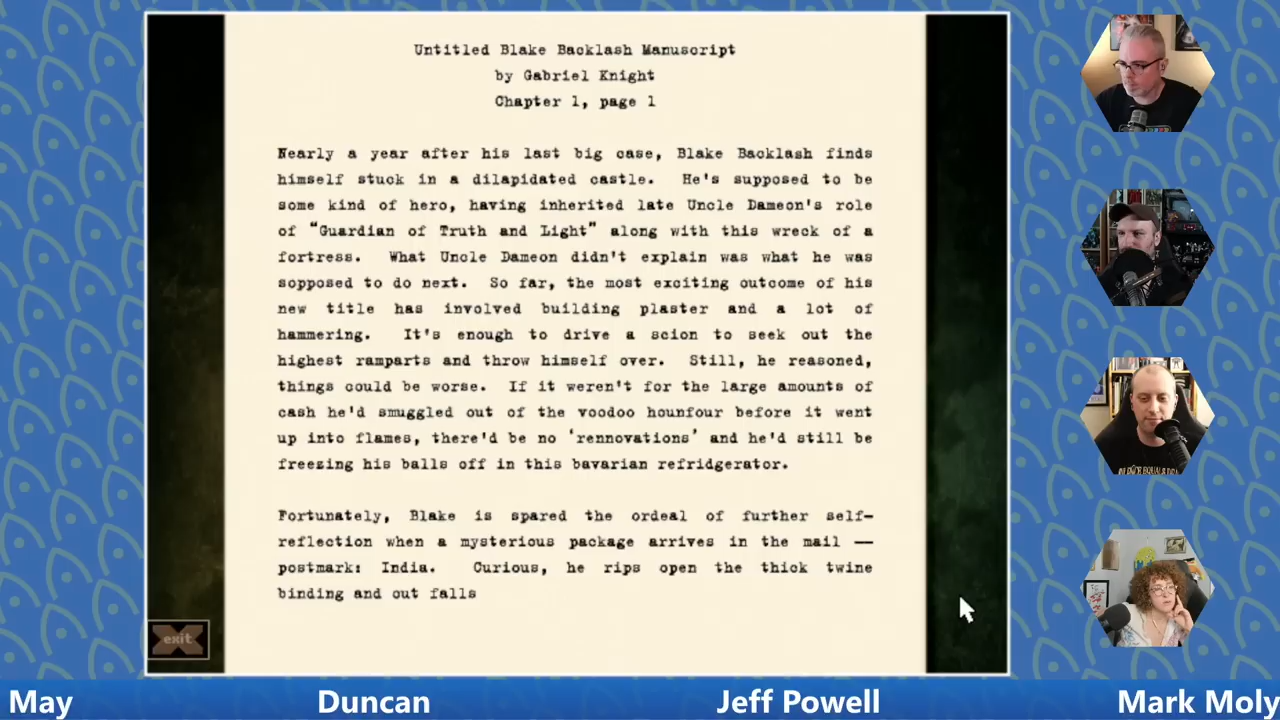 Untitled Blake Backlash Manuscript
by Gabriel Knight
Chapter 1, page 1
Nearly a year after his last big case, Blake Backlash finds
himself stuck in a dilapidated castle. He's supposed to be
some kind of hero, having inherited late Uncle Dameon's role
of "Guardian of Truth and Light" along with this wreck of a
fortress. What Uncle Dameon didn't explain was what he was
sopposed to do next. So far, the most exciting outcome of his
new title has involved building plaster and a lot of
hammering. It's enough to drive a scion to seek out the
highest ramparts and throw himself over. Still, he reasoned,
things could be worse. If it weren't for the large amounts of
cash he'd smuggled out of the voodoo hounfour before it went
up into flames, there'd be no 'rennovations' and he'd still be
freezing his balls off in this bavarian refridgerator.
Fortunately, Blake is spared the ordeal of further self-
reflection when a mysterious package arrives in the mail —
postmark: India. Curious, he rips open the thick twine
binding and out falls
exit
May Duncan Jeff Powell Mark Moly